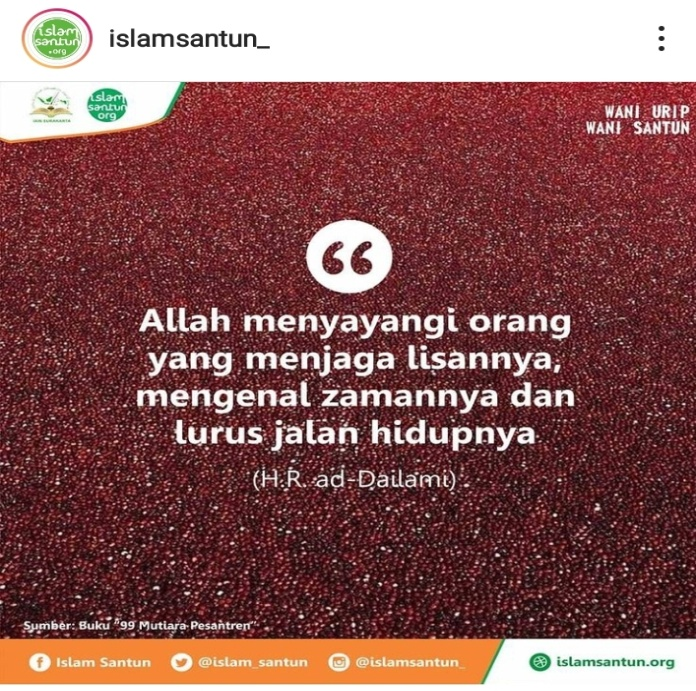 islam
santun
.org
islamsantun_
islam
santun
org
WANI URIP
WANI SANTUN
Allah menyayangi orang
yang menjaga lisannya,
mengenal zamannya dan
lurus jalan hidupnya
(H.R. ad-Dailami)
Sumber: Buku "99 Mutiara Pesantren"
Islam Santun
@islam_santun
@islamsantun_
islamsantun.org